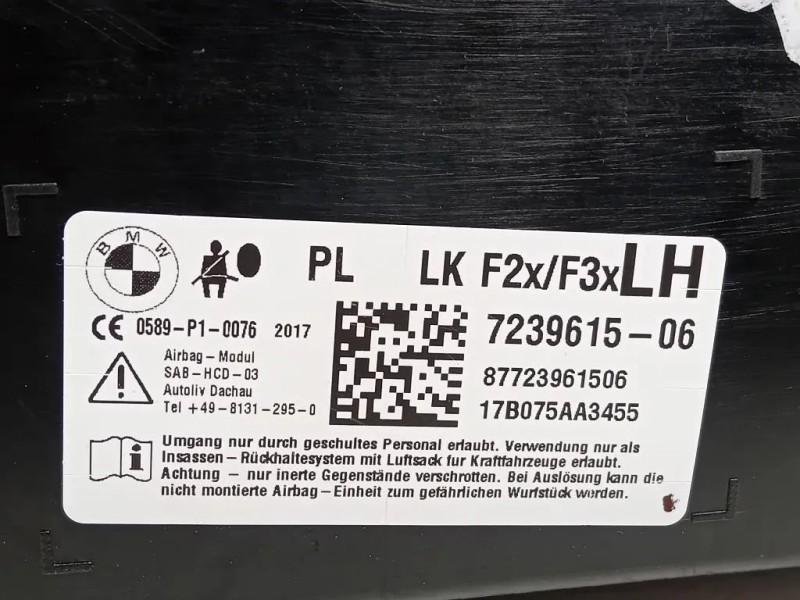 BMW
PL LK F2x/F3x LH
CE 0589-P1-0076 2017
7239615-06
Airbag-Modul
SAB-HCD-03
Autoliv Dachau
Tel +49-8131-295-0
87723961506
17B075AA3455
Umgang nur durch geschultes Personal erlaubt. Verwendung nur als
Insassen-Rückhaltesystem mit Luftsack fur Kraftfahrzeuge erlaubt.
Achtung - nur inerte Gegenstände verschrotten. Bei Auslösung kann die
nicht montierte Airbag-Einheit zum gefährlichen Wurfstück werden.